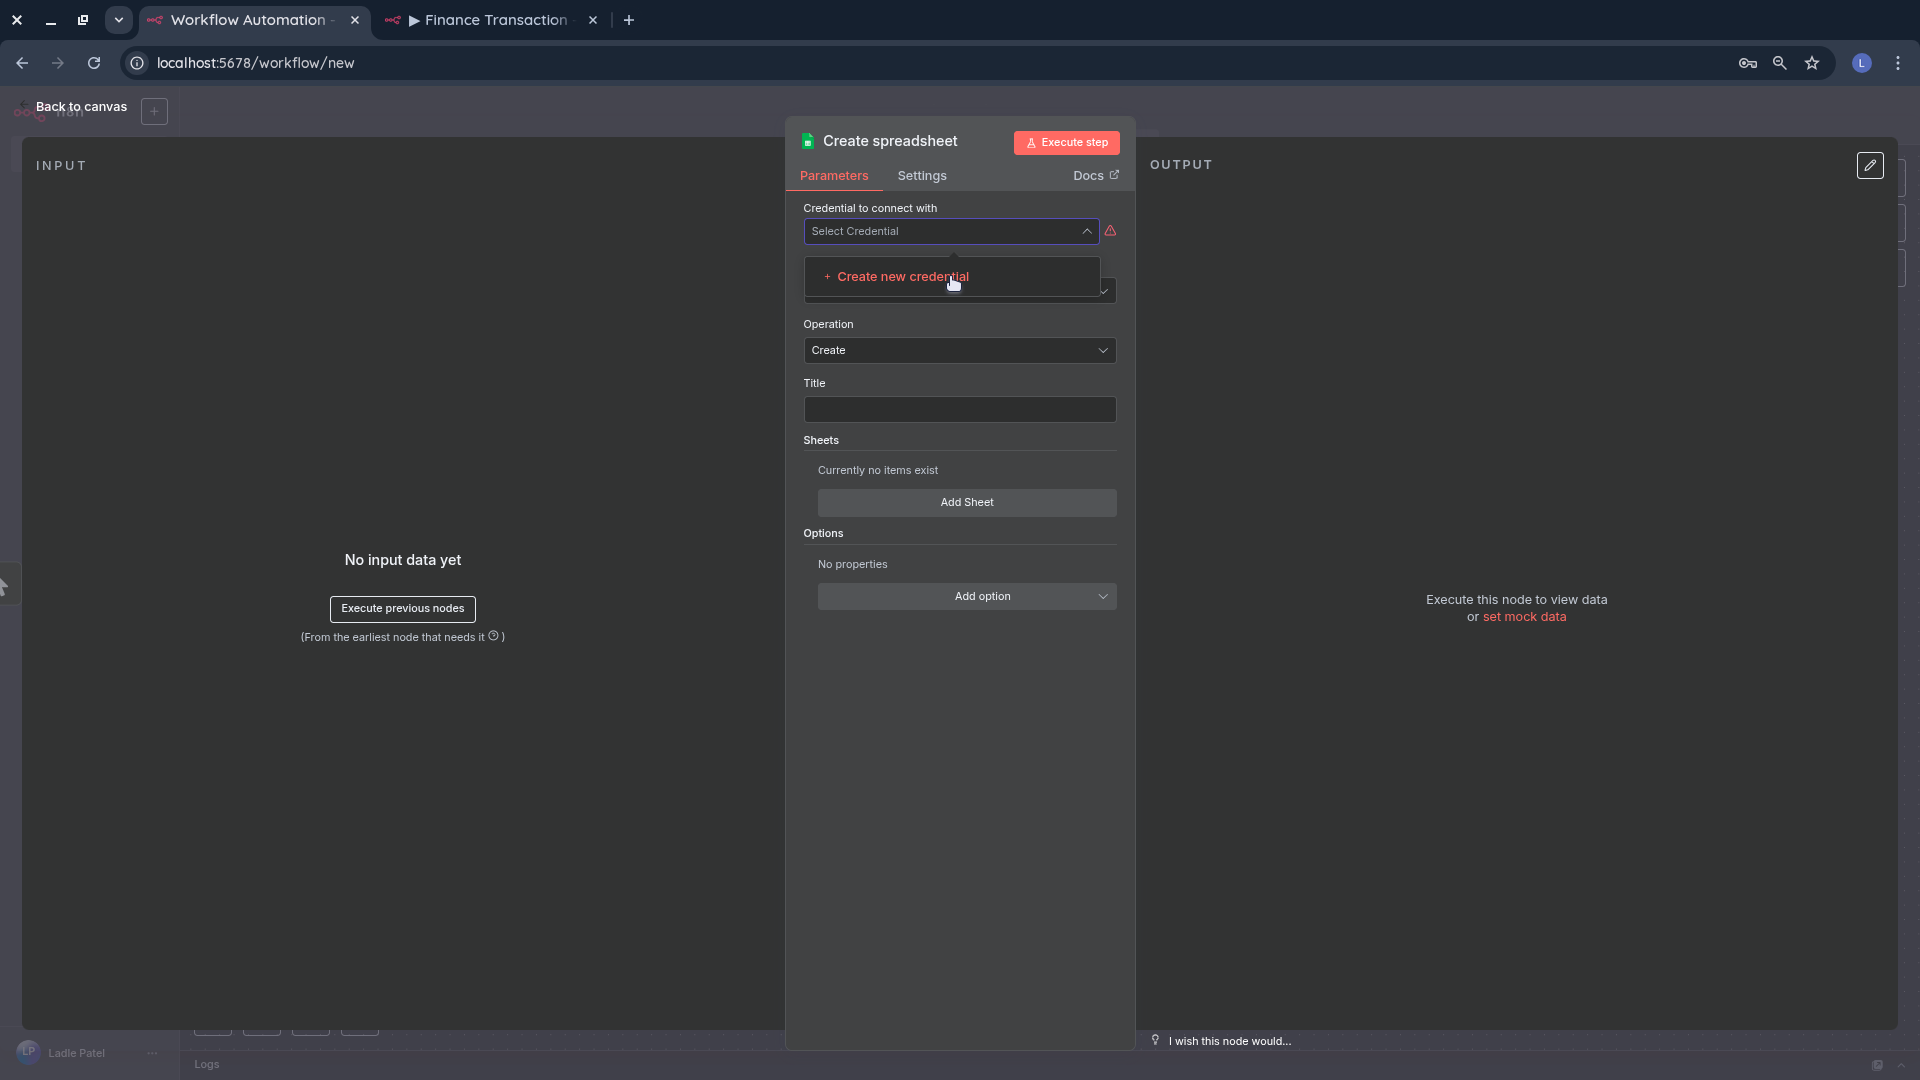 Workflow Automation -
▶ Finance Transaction
localhost:5678/workflow/new
L
Back to canvas
n8n
INPUT
Create spreadsheet
Execute step
OUTPUT
Parameters
Settings
Docs
Credential to connect with
Select Credential
+ Create new credential
Operation
Create
Title
Sheets
Currently no items exist
Add Sheet
Options
No properties
Add option
No input data yet
Execute previous nodes
(From the earliest node that needs it ? )
Execute this node to view data
or set mock data
I wish this node would...
LP
Ladle Patel
Logs